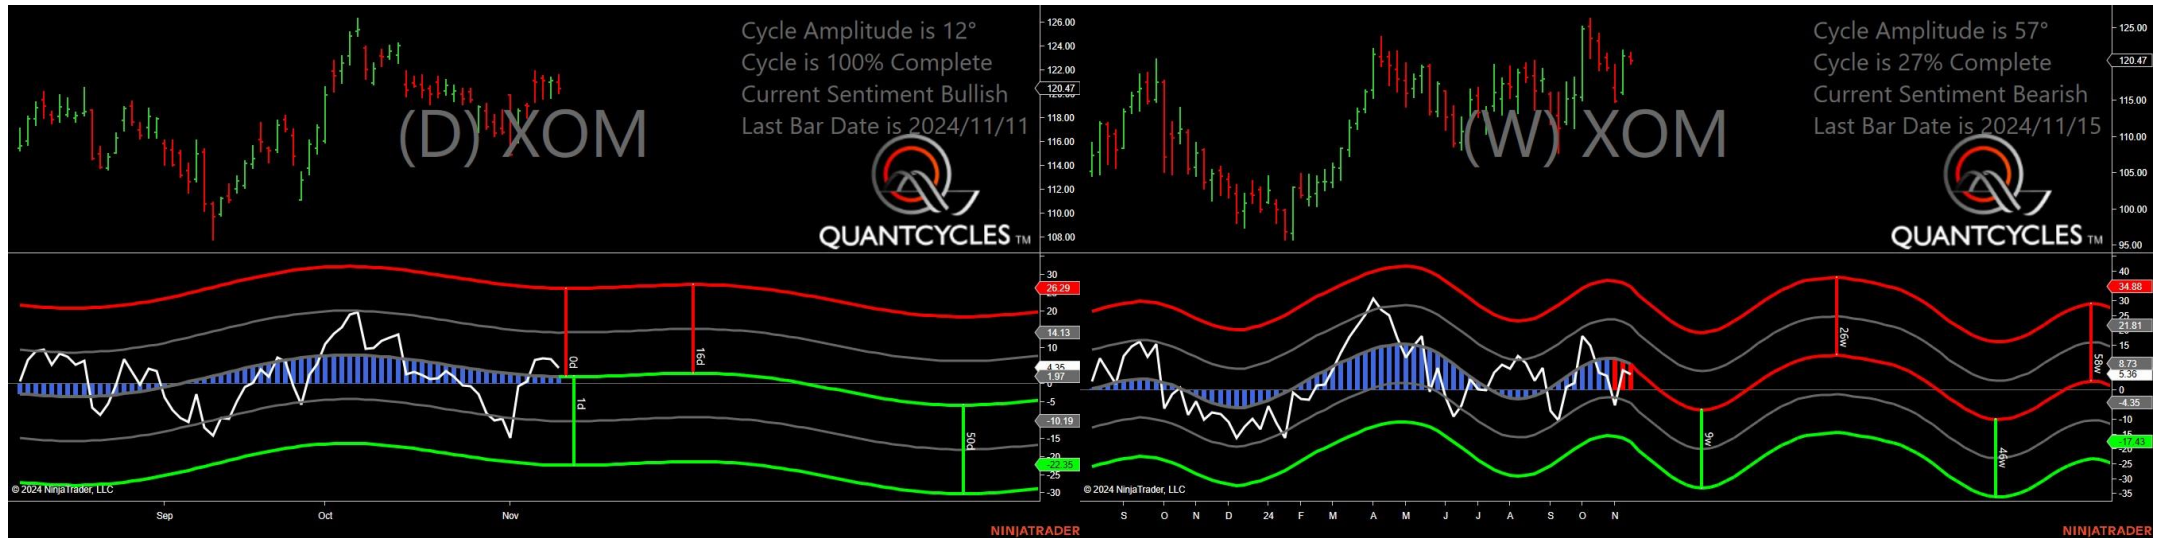 Cycle Amplitude is 12°
Cycle is 100% Complete
Current Sentiment Bullish
Last Bar Date is 2024/11/11
(D) XOM
QUANTCYCLES TM
126.00
124.00
122.00
120.47
118.00
116.00
114.00
112.00
110.00
108.00
30
26.29
20
14.13
10
4.35
1.97
0
-5
-10.19
-15
-20
-22.35
-25
-30
0d
16d
1d
50d
© 2024 NinjaTrader, LLC
Sep
Oct
Nov
NINJATRADER
Cycle Amplitude is 57°
Cycle is 27% Complete
Current Sentiment Bearish
Last Bar Date is 2024/11/15
(W) XOM
QUANTCYCLES TM
125.00
120.47
115.00
110.00
105.00
100.00
95.00
40
34.88
30
25
21.81
15
8.73
5.36
0
-4.35
-10
-15
-17.43
-20
-25
-30
-35
26w
58w
9w
46w
© 2024 NinjaTrader, LLC
S
O
N
D
24
F
M
A
M
J
J
A
S
O
N
NINJATRADER